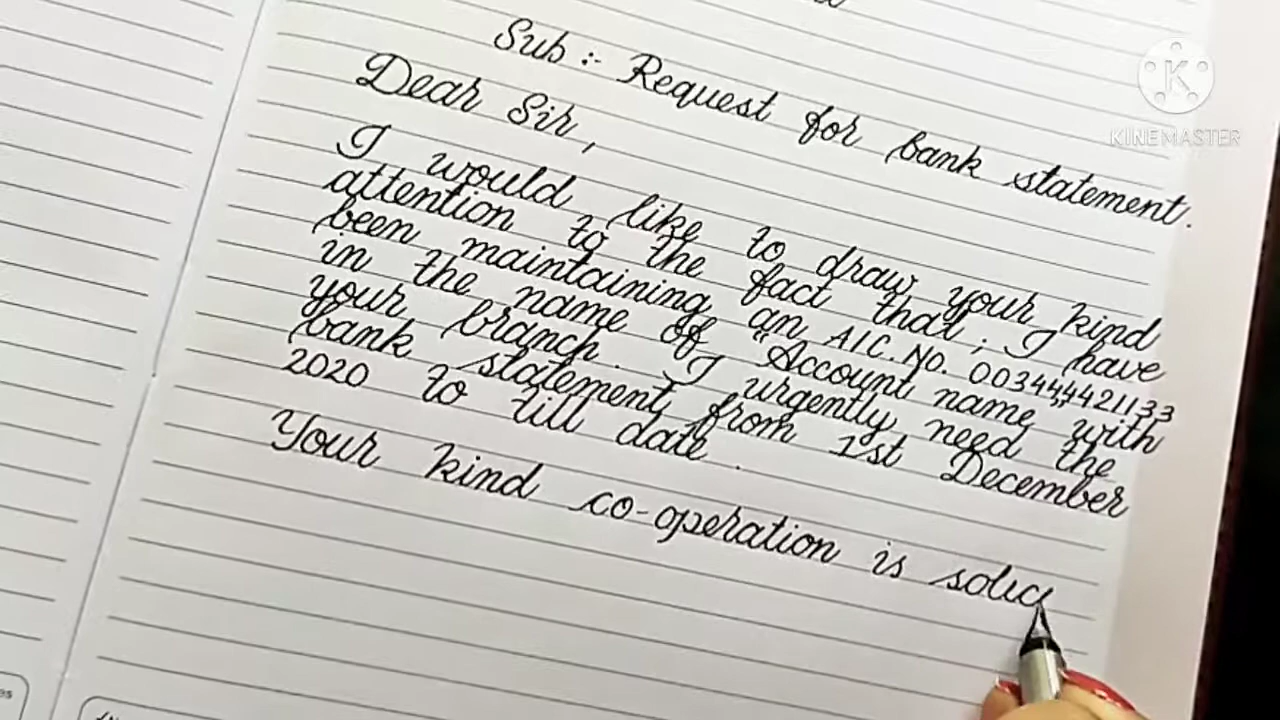 Sub :- Request for bank statement.
Dear Sir,
I would like to draw your kind
attention to the fact that, I have
been maintaining an A/C. No. 00344421133
in the name of "Account name" with
your branch. I urgently need the
bank statement from 1st December
2020 to till date.
Your kind co-operation is solic
KINEMASTER